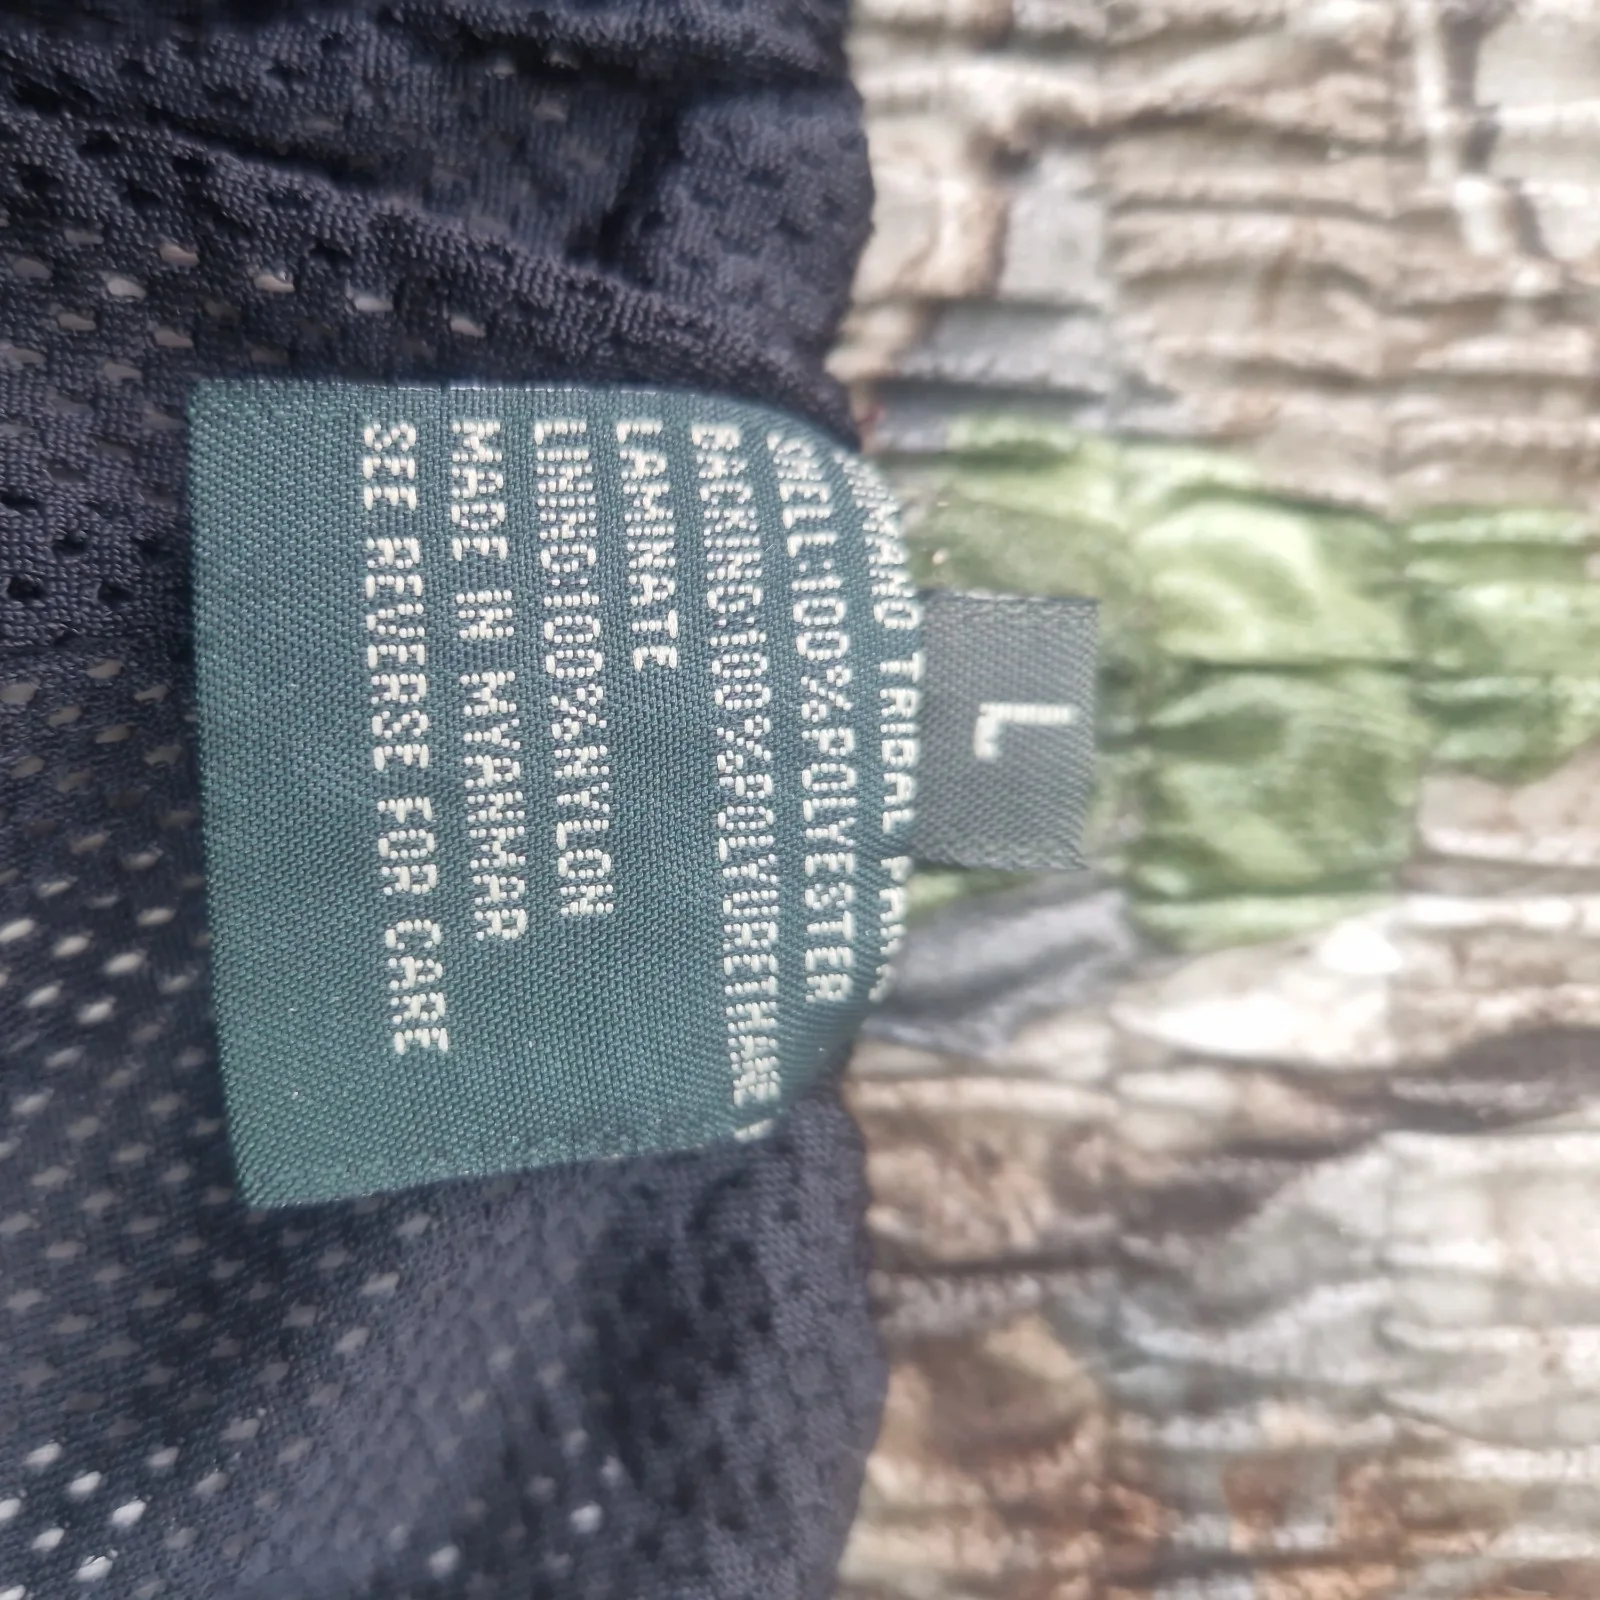 L
TRIBAL
SHELL:100%POLYESTER
BACKING:100%POLYURETHANE
LAMINATE
LINING:100%NYLON
MADE IN MYANMAR
SEE REVERSE FOR CARE